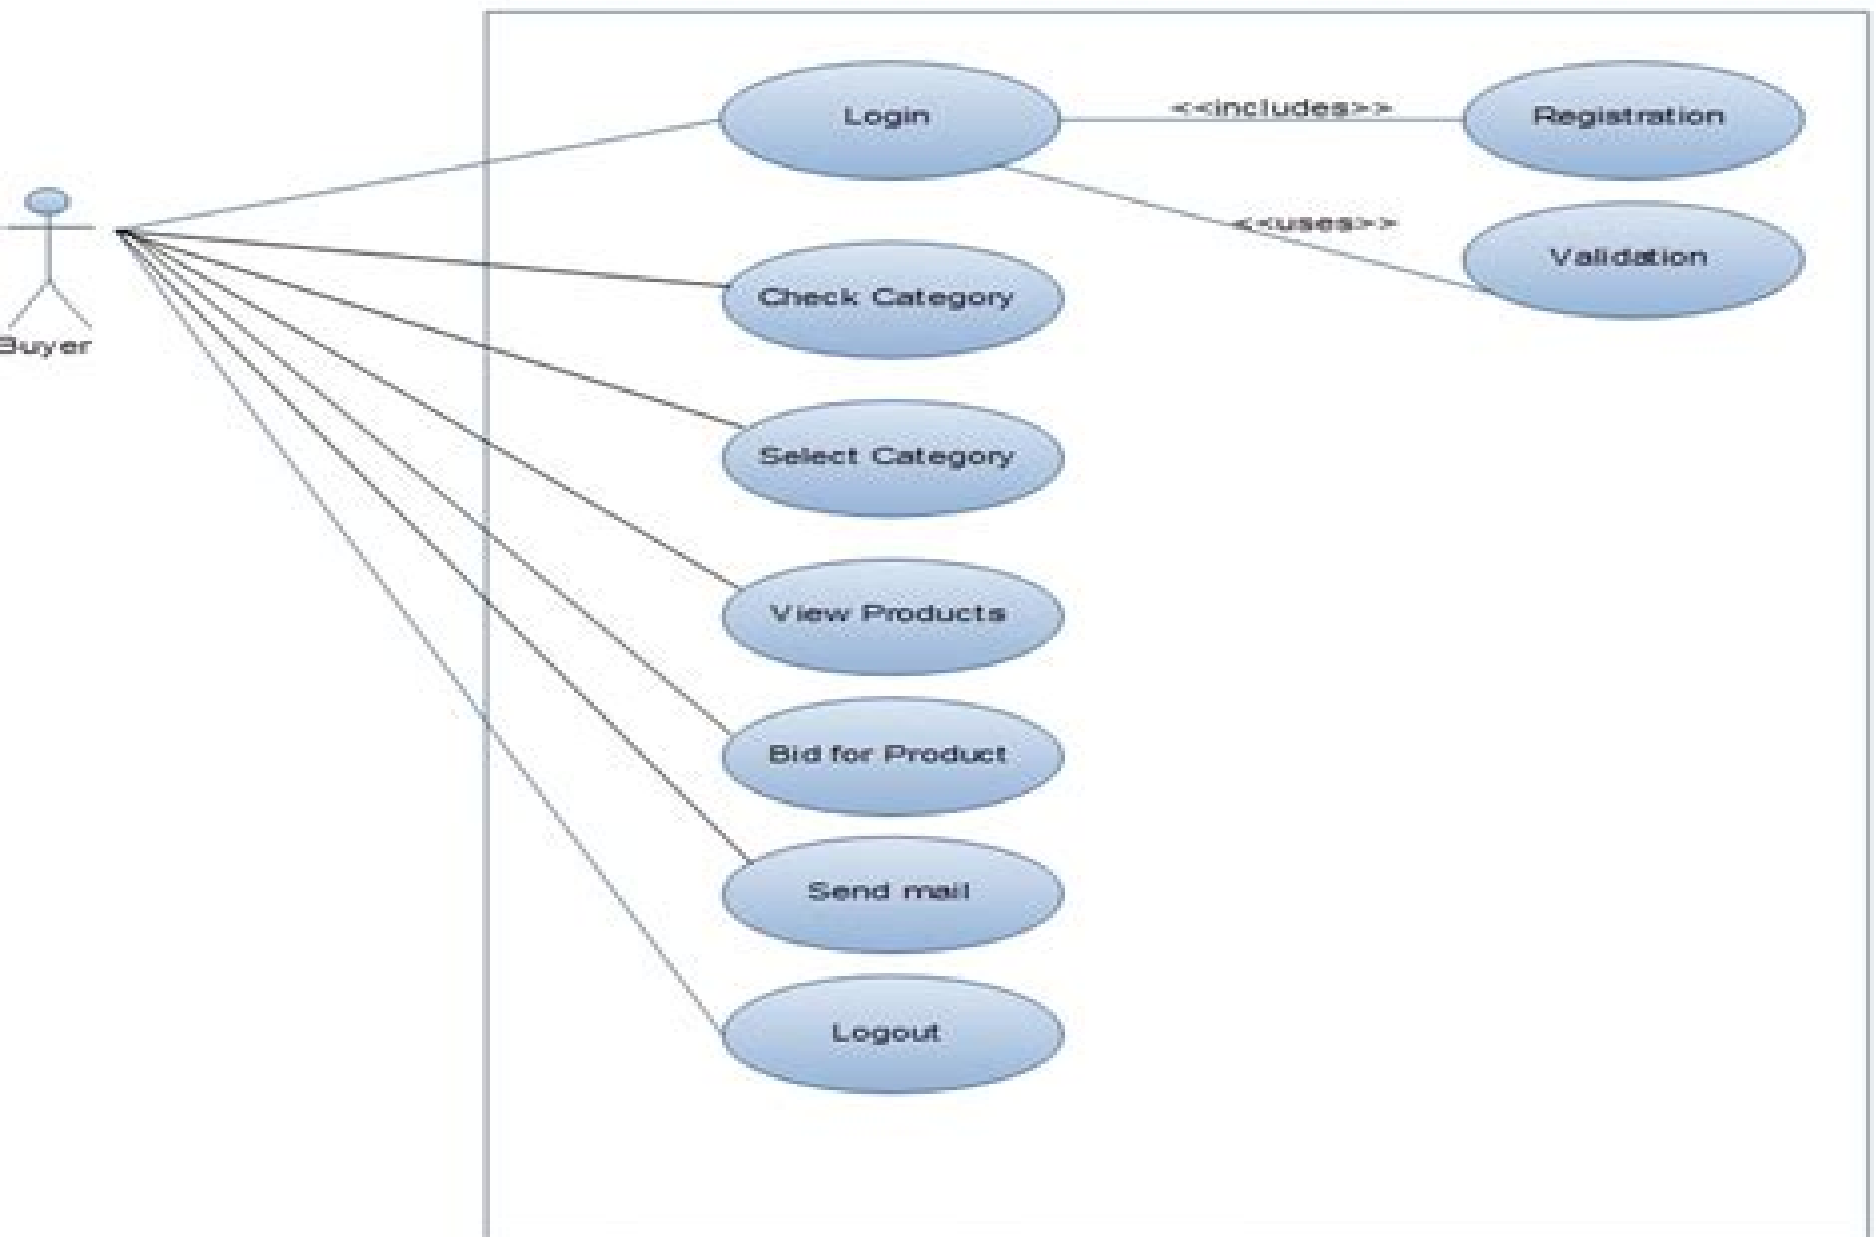 Login
<<includes>>
Registration
<<uses>>
Validation
Buyer
Check Category
Select Category
View Products
Bid for Product
Send mail
Logout